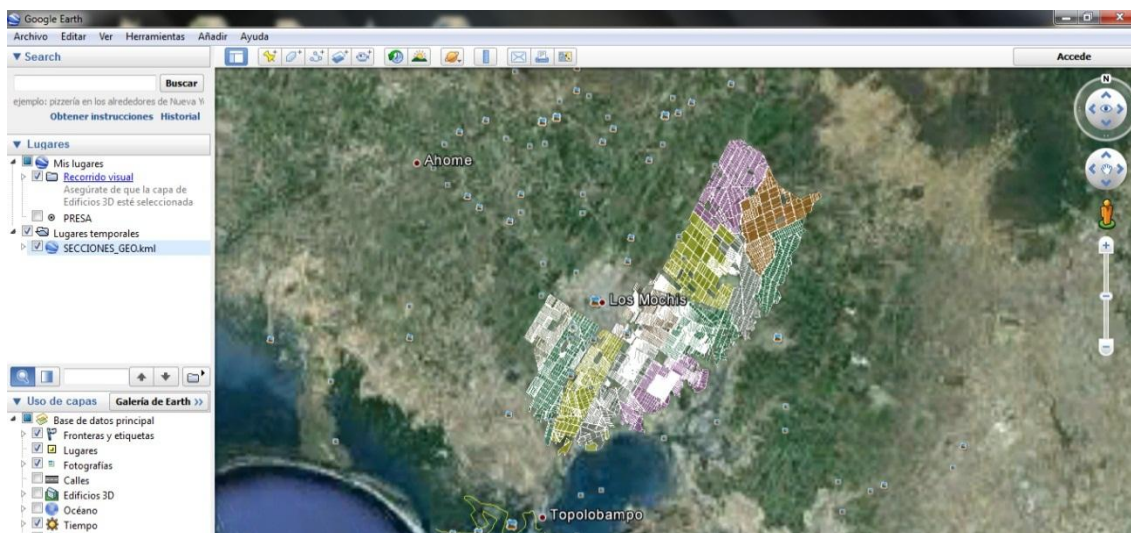 Google Earth
Archivo Editar Ver Herramientas Añadir Ayuda
Search
Buscar
ejemplo: pizzería en los alrededores de Nueva Y
Obtener instrucciones Historial
Lugares
Mis lugares
Recorrido visual
Asegúrate de que la capa de
Edificios 3D esté seleccionada
PRESA
Lugares temporales
SECCIONES_GEO.kml
Uso de capas Galería de Earth >>
Base de datos principal
Fronteras y etiquetas
Lugares
Fotografías
Calles
Edificios 3D
Océano
Tiempo
Accede
N
Ahome
Los Mochis
Topolobampo